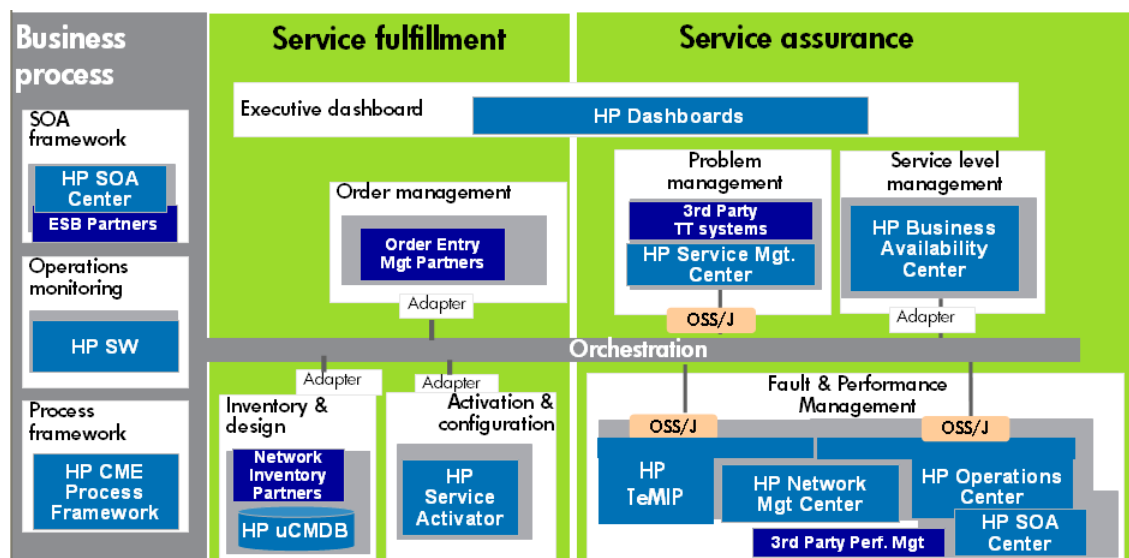 Business
process
Service fulfillment
Service assurance
Executive dashboard
HP Dashboards
SOA
framework
HP SOA
Center
ESB Partners
Operations
monitoring
HP SW
Process
framework
HP CME
Process
Framework
Order management
Order Entry
Mgt Partners
Adapter
Problem
management
3rd Party
TT systems
HP Service Mgt.
Center
OSS/J
Service level
management
HP Business
Availability
Center
Adapter
Orchestration
Adapter
Inventory &
design
Network
Inventory
Partners
HP uCMDB
Adapter
Activation &
configuration
HP
Service
Activator
Fault & Performance
Management
OSS/J
OSS/J
HP
TeMIP
HP Network
Mgt Center
HP Operations
Center
HP SOA
Center
3rd Party Perf. Mgt